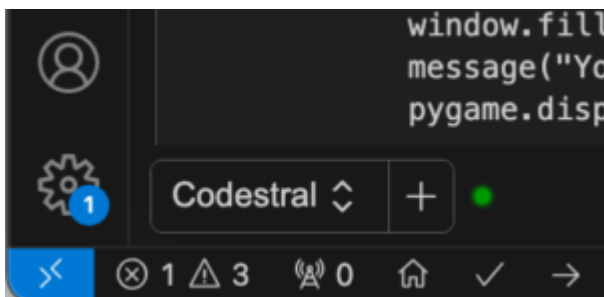 window.fill
message("Yo
pygame.disp
1
Codestral
1 3 0